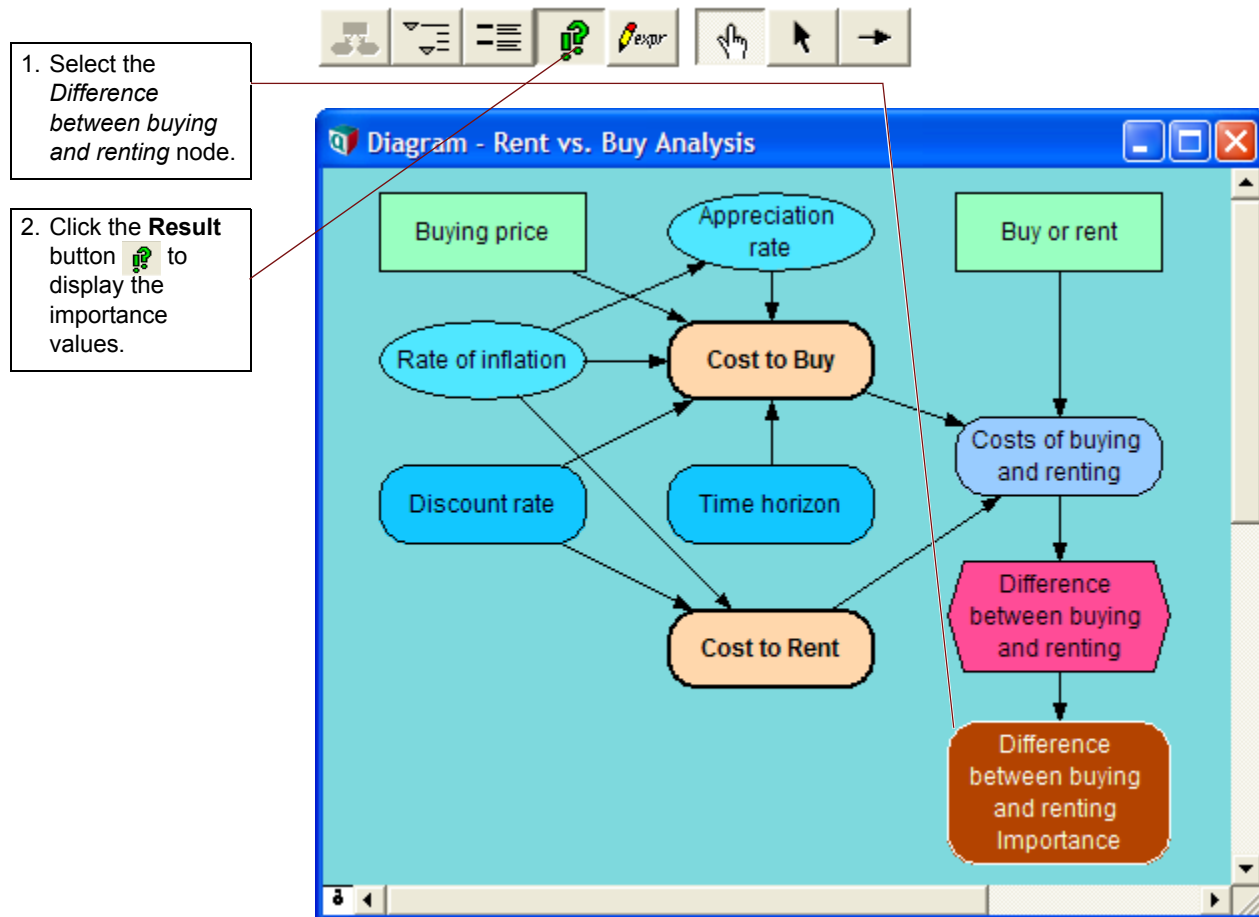 expr
1. Select the
Difference
between buying
and renting node.
2. Click the Result
button to
display the
importance
values.
Diagram - Rent vs. Buy Analysis
Buying price
Appreciation
rate
Buy or rent
Rate of inflation
Cost to Buy
Costs of buying
and renting
Discount rate
Time horizon
Difference
between buying
and renting
Cost to Rent
Difference
between buying
and renting
Importance